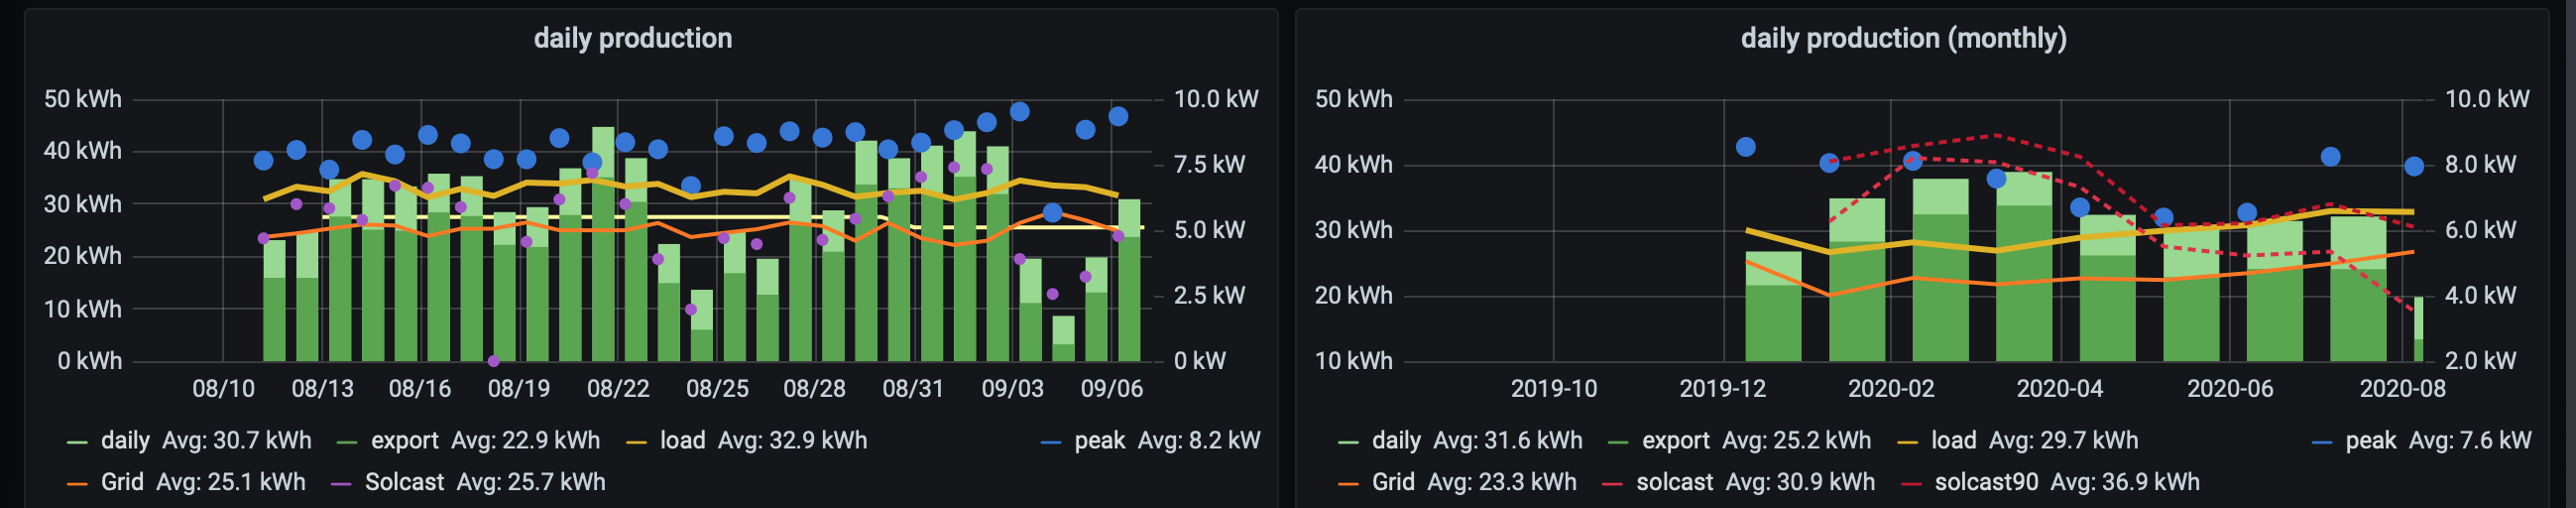 daily production
50 kWh
40 kWh
30 kWh
20 kWh
10 kWh
0 kWh
10.0 kW
7.5 kW
5.0 kW
2.5 kW
0 kW
08/10 08/13 08/16 08/19 08/22 08/25 08/28 08/31 09/03 09/06
daily Avg: 30.7 kWh export Avg: 22.9 kWh load Avg: 32.9 kWh peak Avg: 8.2 kW
Grid Avg: 25.1 kWh Solcast Avg: 25.7 kWh
daily production (monthly)
50 kWh
40 kWh
30 kWh
20 kWh
10 kWh
10.0 kW
8.0 kW
6.0 kW
4.0 kW
2.0 kW
2019-10 2019-12 2020-02 2020-04 2020-06 2020-08
daily Avg: 31.6 kWh export Avg: 25.2 kWh load Avg: 29.7 kWh peak Avg: 7.6 kW
Grid Avg: 23.3 kWh solcast Avg: 30.9 kWh solcast90 Avg: 36.9 kWh